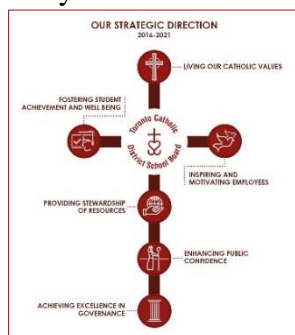 OUR STRATEGIC DIRECTION
2016-2021
LIVING OUR CATHOLIC VALUES
FOSTERING STUDENT
ACHIEVEMENT AND WELL BEING
Toronto Catholic
District School Board
INSPIRING AND
MOTIVATING EMPLOYEES
PROVIDING STEWARDSHIP
OF RESOURCES
ENHANCING PUBLIC
CONFIDENCE
ACHIEVING EXCELLENCE IN
GOVERNANCE